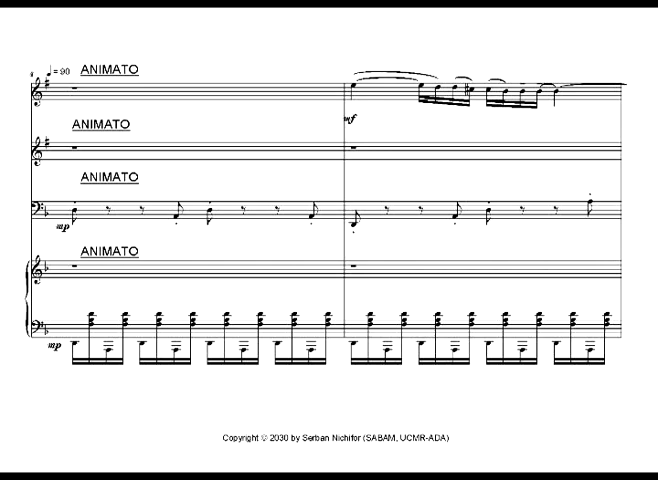 = 90 ANIMATO
mf
ANIMATO
ANIMATO
mp
ANIMATO
mp
Copyright © 2030 by Serban Nichifor (SABAM, UCMR-ADA)